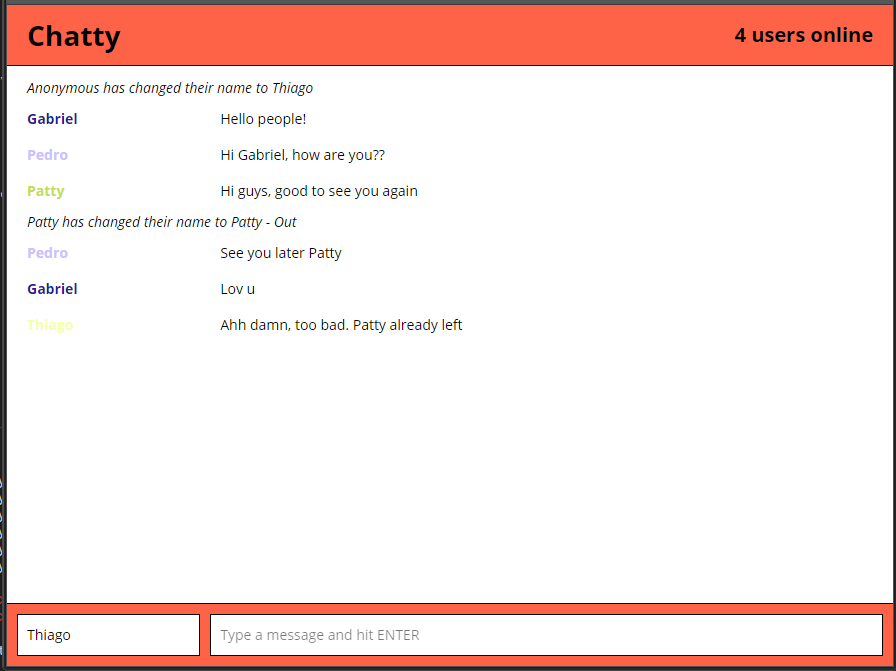 Chatty
4 users online
Anonymous has changed their name to Thiago
Gabriel Hello people!
Pedro Hi Gabriel, how are you??
Patty Hi guys, good to see you again
Patty has changed their name to Patty - Out
Pedro See you later Patty
Gabriel Lov u
Thiago Ahh damn, too bad. Patty already left
Thiago Type a message and hit ENTER